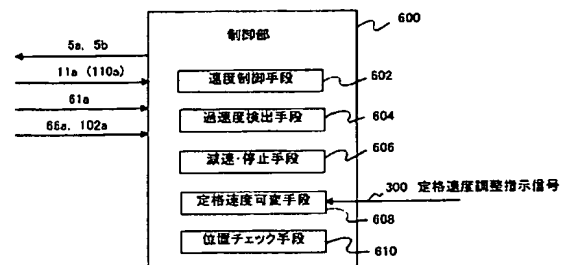 制御部
600
5a, 5b
11a (110a)
61a
66a, 102a
速度制御手段
602
過速度検出手段
604
減速・停止手段
606
定格速度可変手段
608
300 定格速度調整指示信号
位置チェック手段
610